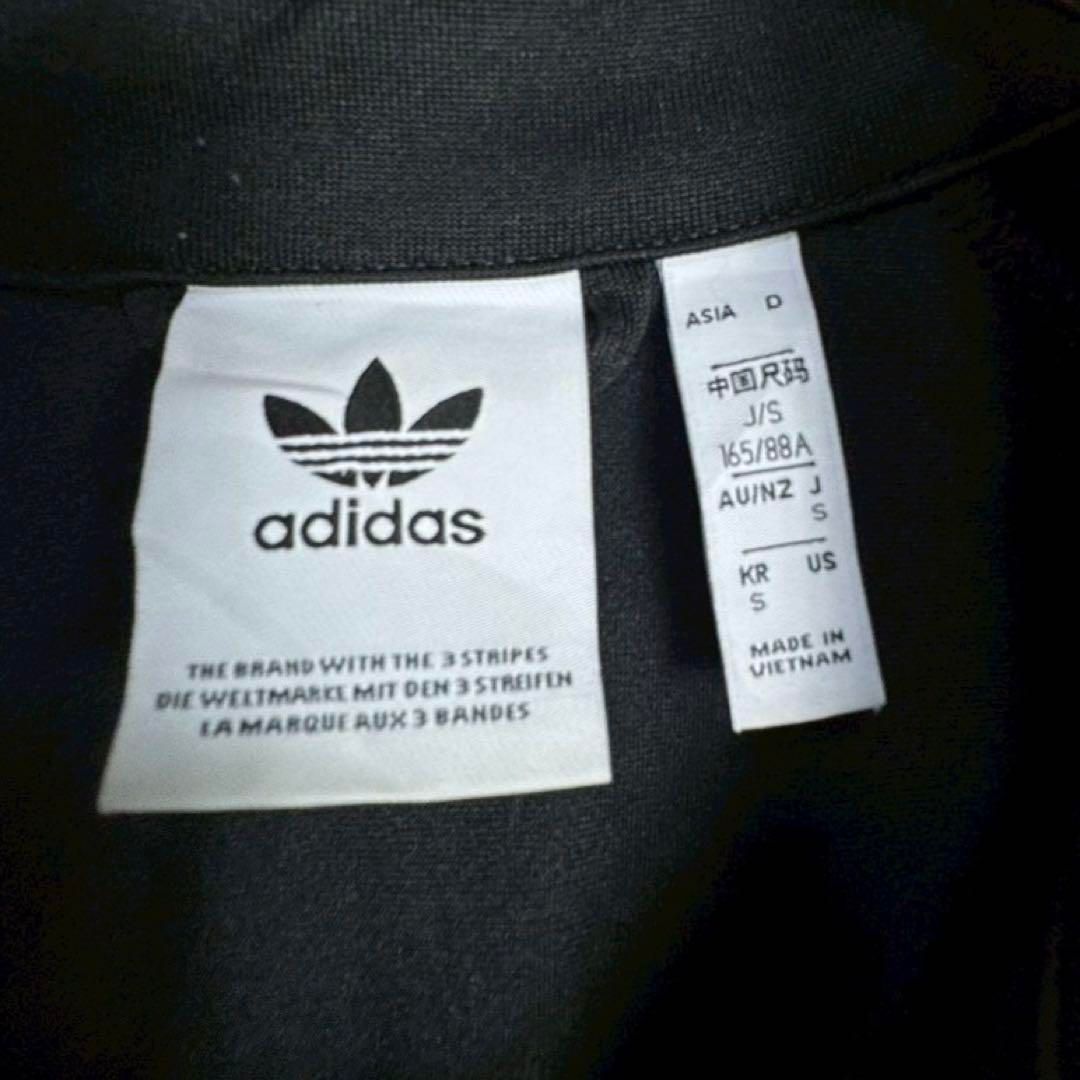 adidas
THE BRAND WITH THE 3 STRIPES
DIE WELTMARKE MIT DEN 3 STREIFEN
LA MARQUE AUX 3 BANDES
ASIA D
中国尺码
J/S
165/88A
AU/NZ J
S
KR US
S
MADE IN
VIETNAM